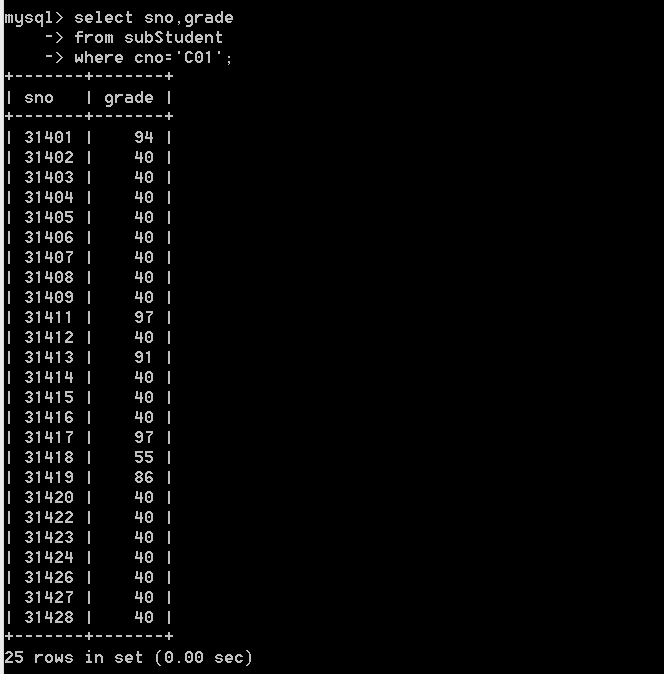 mysql> select sno,grade
    -> from subStudent
    -> where cno='C01';
+-------+-------+
| sno   | grade |
+-------+-------+
| 31401 |    94 |
| 31402 |    40 |
| 31403 |    40 |
| 31404 |    40 |
| 31405 |    40 |
| 31406 |    40 |
| 31407 |    40 |
| 31408 |    40 |
| 31409 |    40 |
| 31411 |    97 |
| 31412 |    40 |
| 31413 |    91 |
| 31414 |    40 |
| 31415 |    40 |
| 31416 |    40 |
| 31417 |    97 |
| 31418 |    55 |
| 31419 |    86 |
| 31420 |    40 |
| 31422 |    40 |
| 31423 |    40 |
| 31424 |    40 |
| 31426 |    40 |
| 31427 |    40 |
| 31428 |    40 |
+-------+-------+
25 rows in set (0.00 sec)